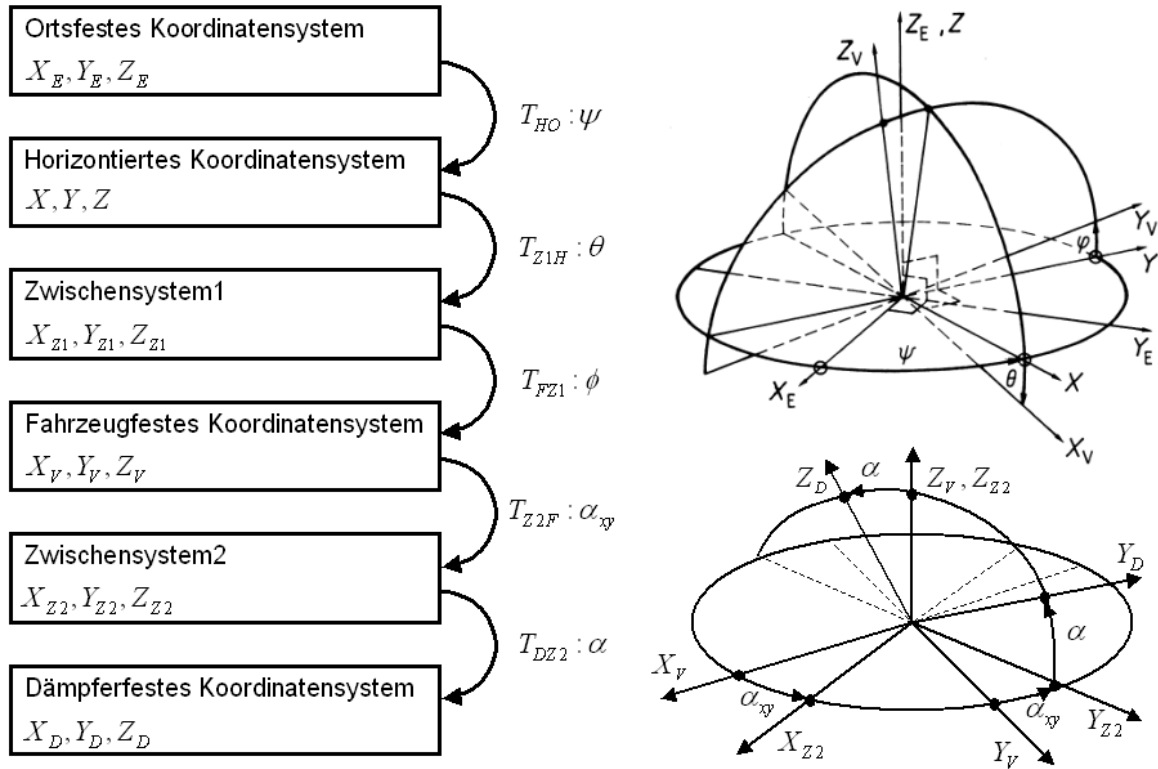 Ortsfestes Koordinatensystem
X_E, Y_E, Z_E
T_HO : ψ
Horizontiertes Koordinatensystem
X, Y, Z
T_Z1H : θ
Zwischensystem1
X_Z1, Y_Z1, Z_Z1
T_FZ1 : ϕ
Fahrzeugfestes Koordinatensystem
X_V, Y_V, Z_V
T_Z2F : α_xy
Zwischensystem2
X_Z2, Y_Z2, Z_Z2
T_DZ2 : α
Dämpferfestes Koordinatensystem
X_D, Y_D, Z_D
Z_E , Z
Z_V
Y_V
φ
Y
Y_E
ψ
X_E
θ
X
X_V
Z_D
α
Z_V , Z_Z2
Y_D
α
X_V
α_xy
α_xy
Y_Z2
X_Z2
Y_V